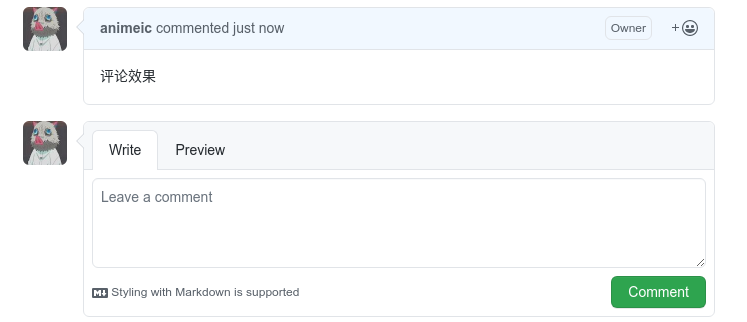 animeic commented just now Owner
评论效果
Write Preview
Leave a comment
Styling with Markdown is supported Comment